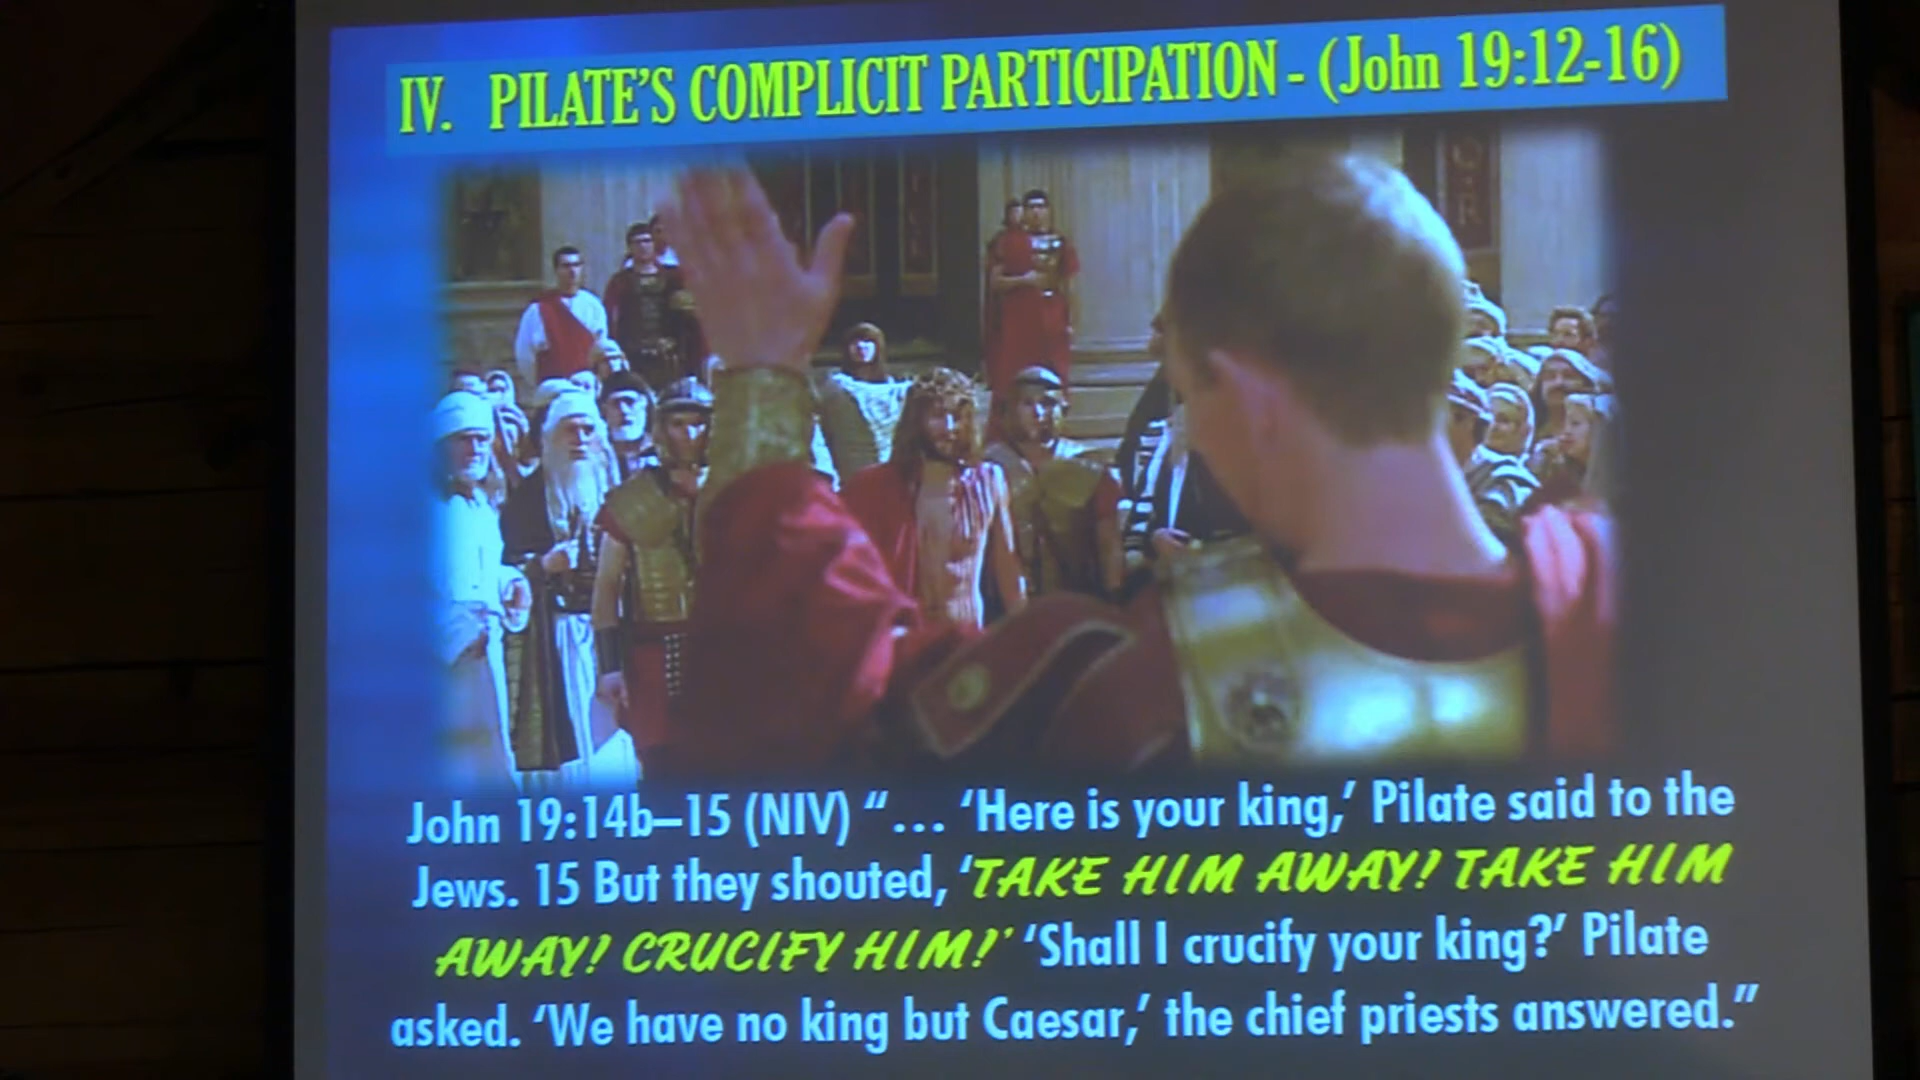 IV. PILATE'S COMPLICIT PARTICIPATION - (John 19:12-16)
John 19:14b–15 (NIV) “… ‘Here is your king,’ Pilate said to the
Jews. 15 But they shouted, ‘TAKE HIM AWAY! TAKE HIM
AWAY! CRUCIFY HIM!’ ‘Shall I crucify your king?’ Pilate
asked. ‘We have no king but Caesar,’ the chief priests answered.”